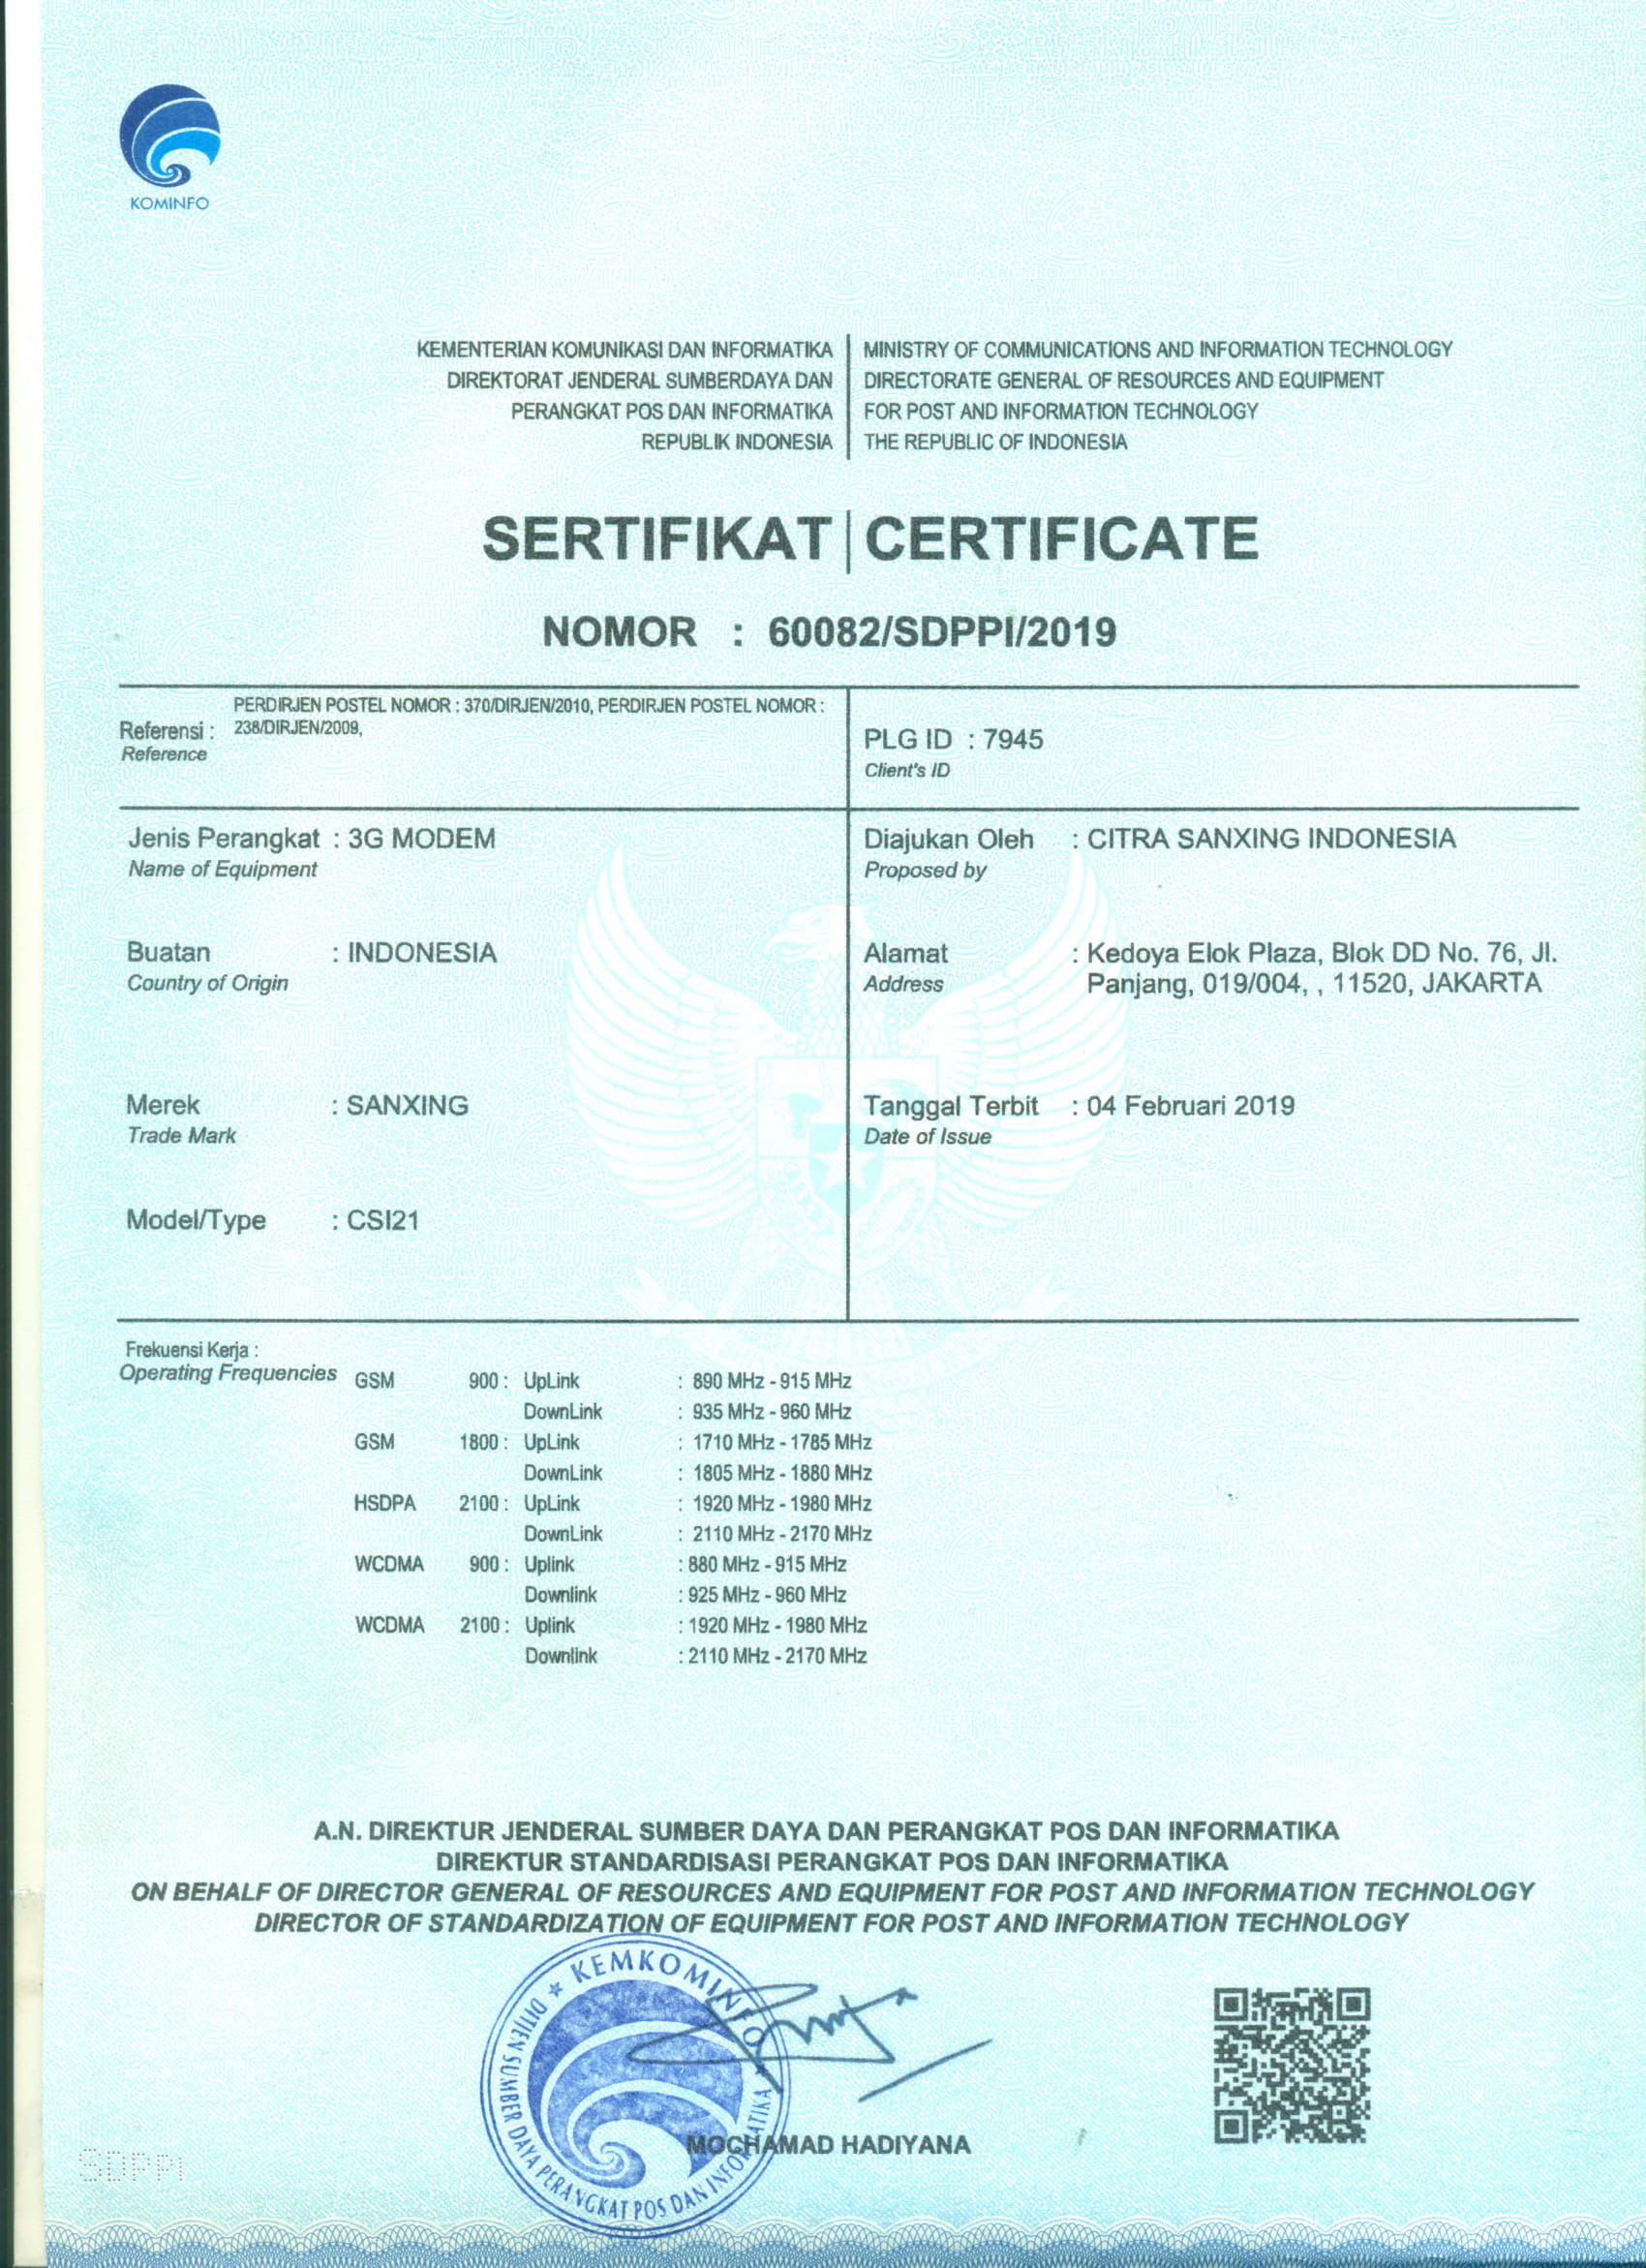 KOMINFO
KEMENTERIAN KOMUNIKASI DAN INFORMATIKA
DIREKTORAT JENDERAL SUMBERDAYA DAN
PERANGKAT POS DAN INFORMATIKA
REPUBLIK INDONESIA
MINISTRY OF COMMUNICATIONS AND INFORMATION TECHNOLOGY
DIRECTORATE GENERAL OF RESOURCES AND EQUIPMENT
FOR POST AND INFORMATION TECHNOLOGY
THE REPUBLIC OF INDONESIA
SERTIFIKAT CERTIFICATE
NOMOR : 60082/SDPPI/2019
PERDIRJEN POSTEL NOMOR : 370/DIRJEN/2010, PERDIRJEN POSTEL NOMOR :
Referensi : 238/DIRJEN/2009,
Reference
PLG ID : 7945
Client's ID
Jenis Perangkat : 3G MODEM
Name of Equipment
Buatan : INDONESIA
Country of Origin
Merek : SANXING
Trade Mark
Model/Type : CSI21
Diajukan Oleh : CITRA SANXING INDONESIA
Proposed by
Alamat : Kedoya Elok Plaza, Blok DD No. 76, Jl.
Address Panjang, 019/004, , 11520, JAKARTA
Tanggal Terbit : 04 Februari 2019
Date of Issue
Frekuensi Kerja :
Operating Frequencies
GSM 900 : UpLink : 890 MHz - 915 MHz
DownLink : 935 MHz - 960 MHz
GSM 1800 : UpLink : 1710 MHz - 1785 MHz
DownLink : 1805 MHz - 1880 MHz
HSDPA 2100 : UpLink : 1920 MHz - 1980 MHz
DownLink : 2110 MHz - 2170 MHz
WCDMA 900 : Uplink : 880 MHz - 915 MHz
Downlink : 925 MHz - 960 MHz
WCDMA 2100 : Uplink : 1920 MHz - 1980 MHz
Downlink : 2110 MHz - 2170 MHz
A.N. DIREKTUR JENDERAL SUMBER DAYA DAN PERANGKAT POS DAN INFORMATIKA
DIREKTUR STANDARDISASI PERANGKAT POS DAN INFORMATIKA
ON BEHALF OF DIRECTOR GENERAL OF RESOURCES AND EQUIPMENT FOR POST AND INFORMATION TECHNOLOGY
DIRECTOR OF STANDARDIZATION OF EQUIPMENT FOR POST AND INFORMATION TECHNOLOGY
KEMKOMINFO
DITJEN SUMBER DAYA PERANGKAT POS DAN INFORMATIKA
MOCHAMAD HADIYANA
SDPPI